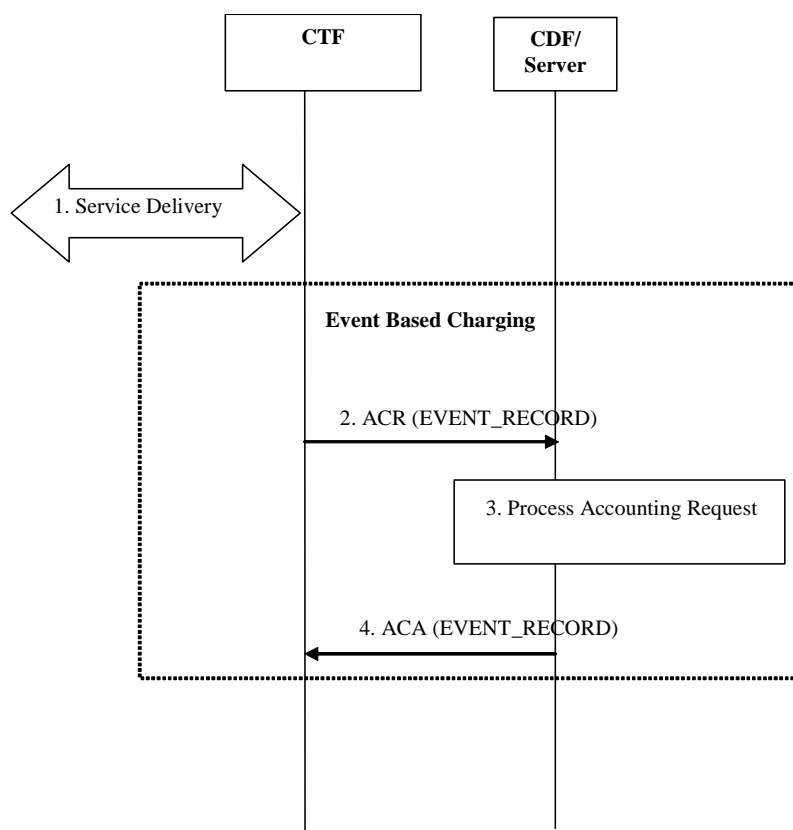 CTF
CDF/
Server
1. Service Delivery
Event Based Charging
2. ACR (EVENT_RECORD)
3. Process Accounting Request
4. ACA (EVENT_RECORD)